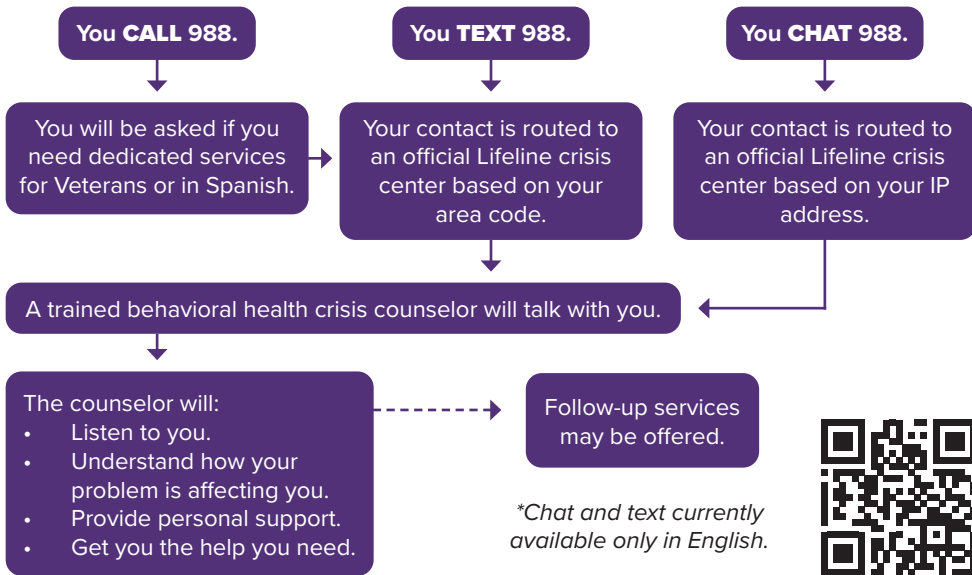 You CALL 988.
You TEXT 988.
You CHAT 988.
You will be asked if you
need dedicated services
for Veterans or in Spanish.
Your contact is routed to
an official Lifeline crisis
center based on your
area code.
Your contact is routed to
an official Lifeline crisis
center based on your IP
address.
A trained behavioral health crisis counselor will talk with you.
The counselor will:
• Listen to you.
• Understand how your
problem is affecting you.
• Provide personal support.
• Get you the help you need.
Follow-up services
may be offered.
*Chat and text currently
available only in English.